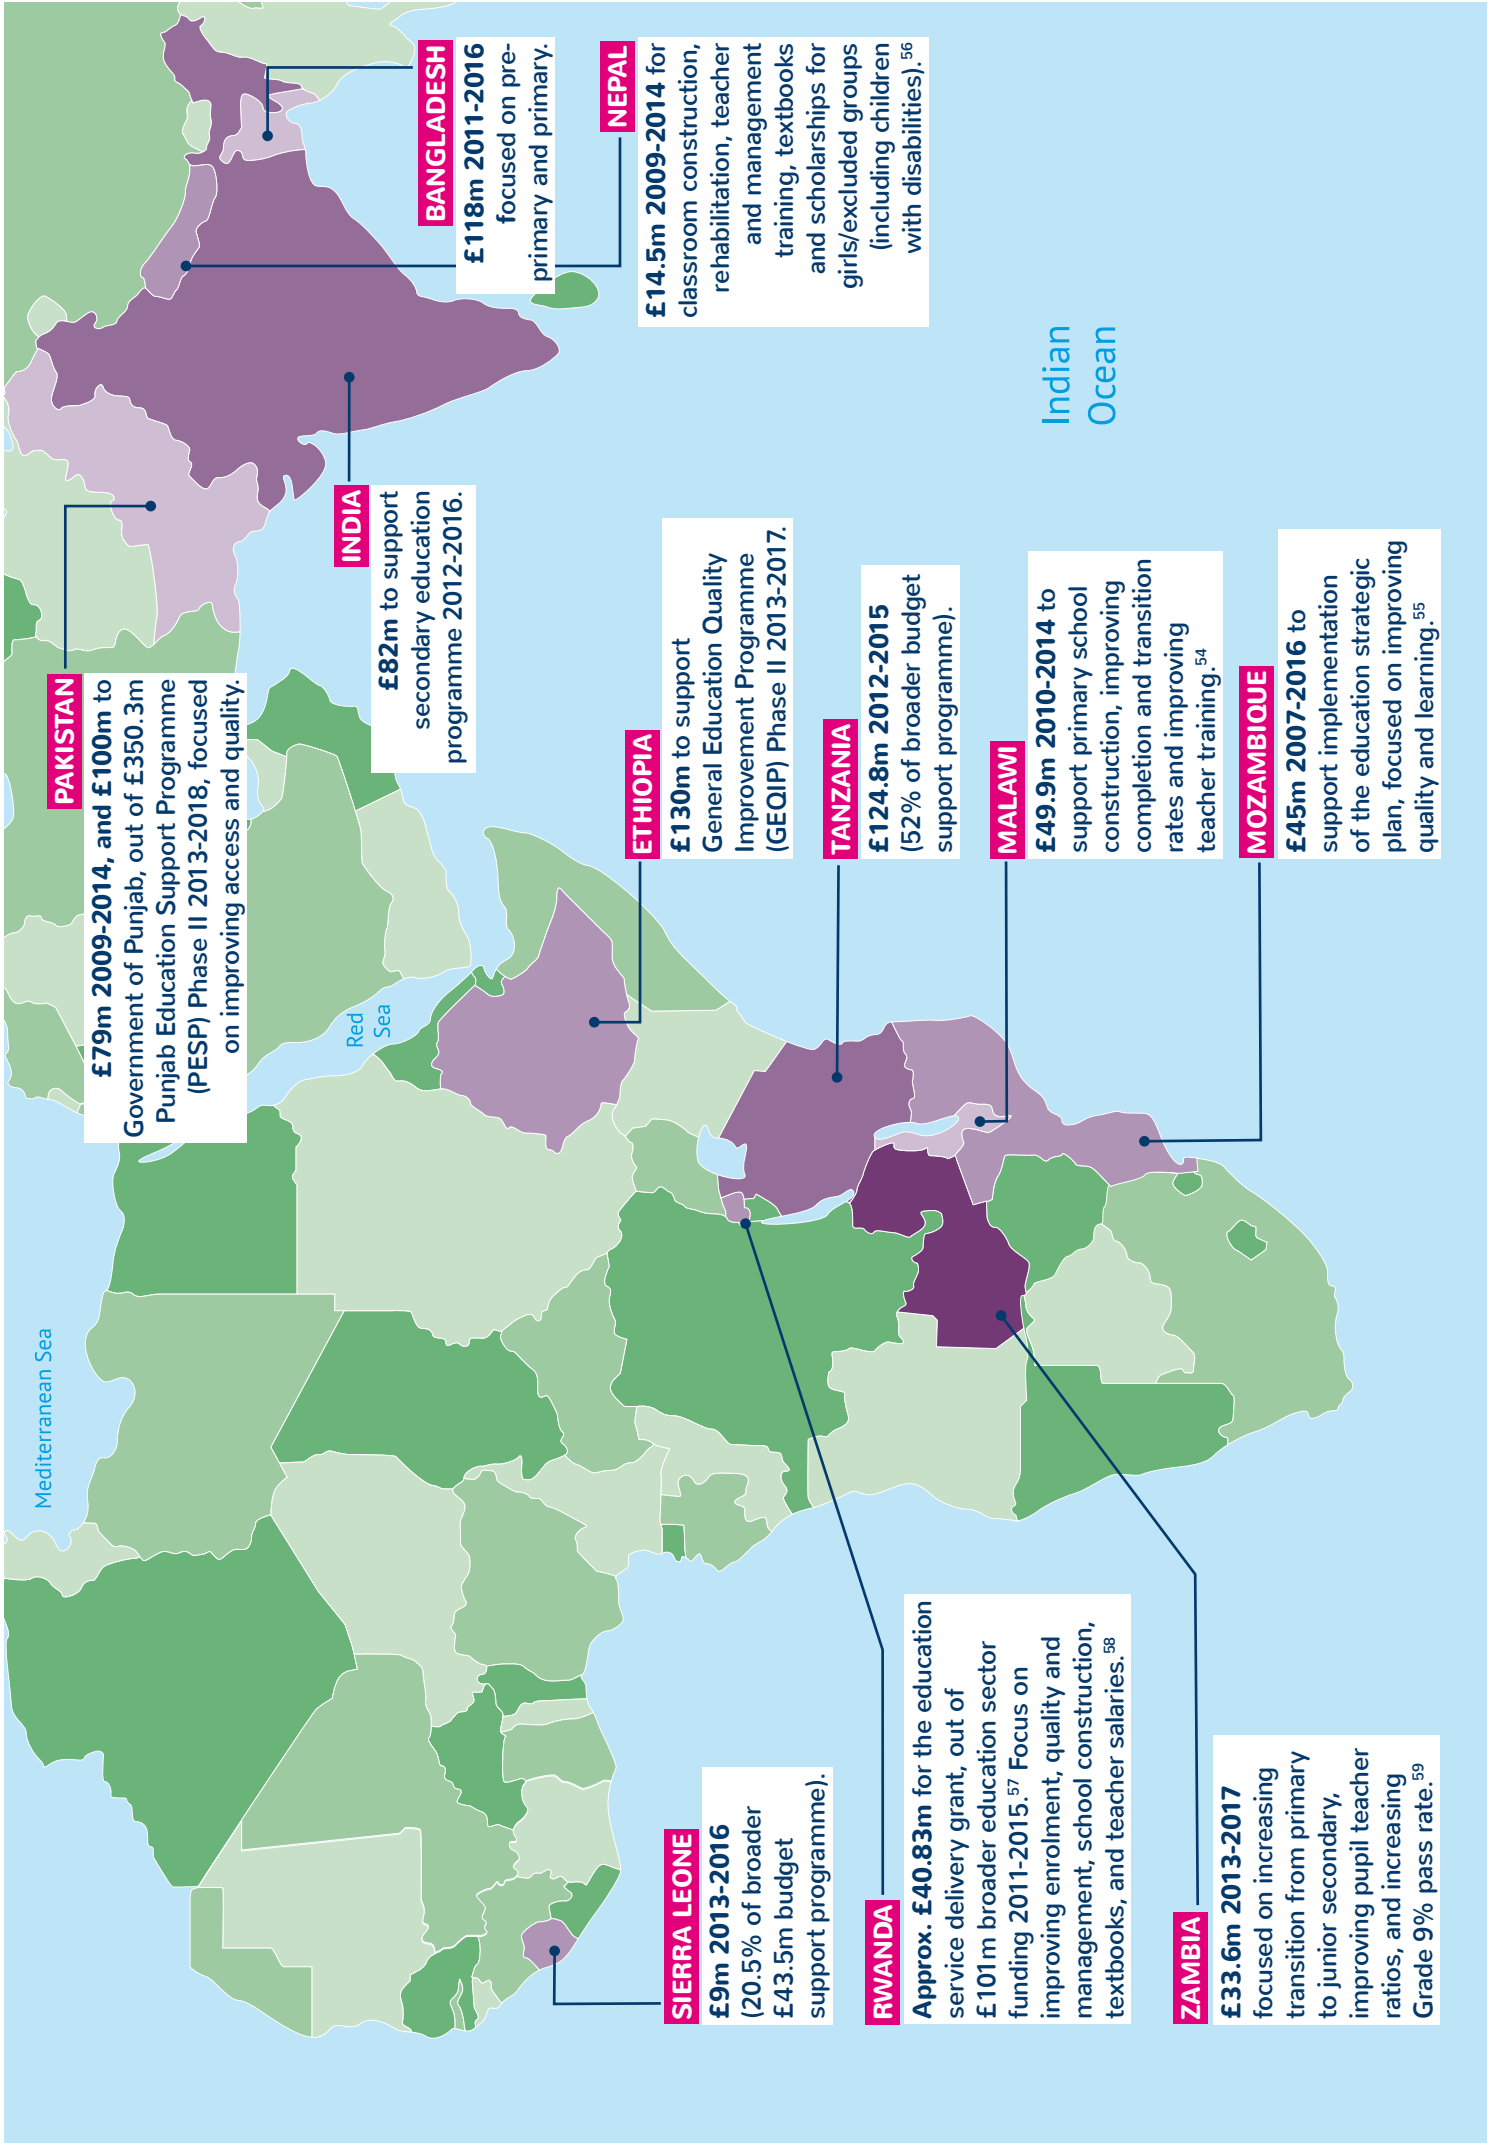 Mediterranean Sea
Red
Sea
Indian
Ocean
PAKISTAN
£79m 2009-2014, and £100m to
Government of Punjab, out of £350.3m
Punjab Education Support Programme
(PESP) Phase II 2013-2018, focused
on improving access and quality.
INDIA
£82m to support
secondary education
programme 2012-2016.
BANGLADESH
£118m 2011-2016
focused on pre-
primary and primary.
NEPAL
£14.5m 2009-2014 for
classroom construction,
rehabilitation, teacher
and management
training, textbooks
and scholarships for
girls/excluded groups
(including children
with disabilities).56
ETHIOPIA
£130m to support
General Education Quality
Improvement Programme
(GEQIP) Phase II 2013-2017.
TANZANIA
£124.8m 2012-2015
(52% of broader budget
support programme).
MALAWI
£49.9m 2010-2014 to
support primary school
construction, improving
completion and transition
rates and improving
teacher training.54
MOZAMBIQUE
£45m 2007-2016 to
support implementation
of the education strategic
plan, focused on improving
quality and learning.55
SIERRA LEONE
£9m 2013-2016
(20.5% of broader
£43.5m budget
support programme).
RWANDA
Approx. £40.83m for the education
service delivery grant, out of
£101m broader education sector
funding 2011-2015.57 Focus on
improving enrolment, quality and
management, school construction,
textbooks, and teacher salaries.58
ZAMBIA
£33.6m 2013-2017
focused on increasing
transition from primary
to junior secondary,
improving pupil teacher
ratios, and increasing
Grade 9% pass rate.59